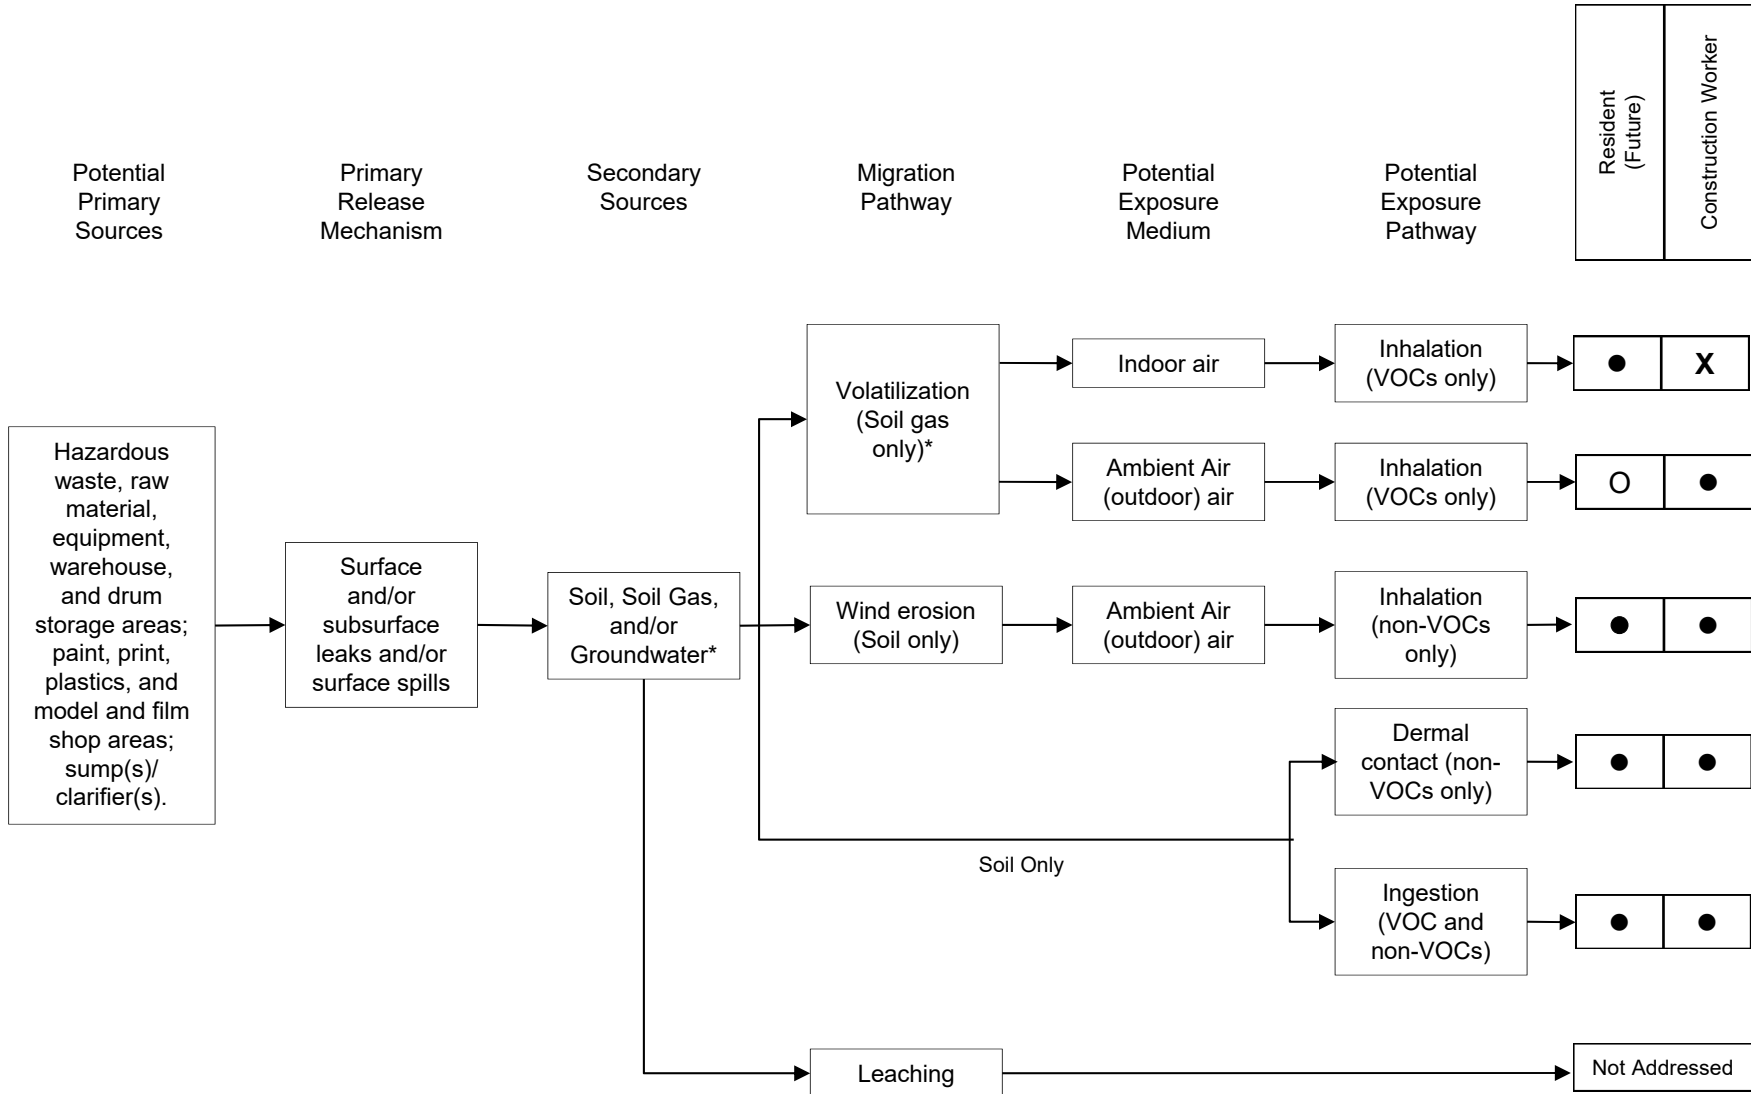 Resident
(Future)
Construction Worker
Potential
Primary
Sources
Primary
Release
Mechanism
Secondary
Sources
Migration
Pathway
Potential
Exposure
Medium
Potential
Exposure
Pathway
Hazardous
waste, raw
material,
equipment,
warehouse,
and drum
storage areas;
paint, print,
plastics, and
model and film
shop areas;
sump(s)/
clarifier(s).
Surface
and/or
subsurface
leaks and/or
surface spills
Soil, Soil Gas,
and/or
Groundwater*
Volatilization
(Soil gas
only)*
Indoor air
Inhalation
(VOCs only)
● X
Ambient Air
(outdoor) air
Inhalation
(VOCs only)
O ●
Wind erosion
(Soil only)
Ambient Air
(outdoor) air
Inhalation
(non-VOCs
only)
● ●
Dermal
contact (non-
VOCs only)
● ●
Soil Only
Ingestion
(VOC and
non-VOCs)
● ●
Leaching
Not Addressed